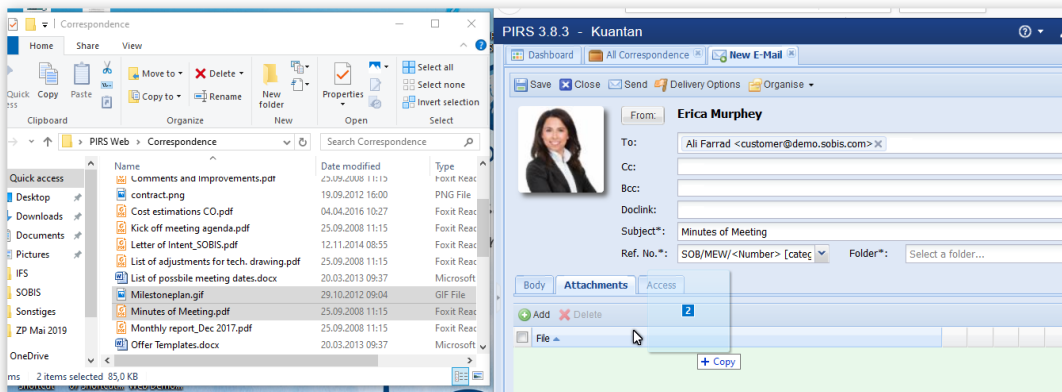 Correspondence
Home Share View
Copy
Paste
Move to
Copy to
Delete
Rename
New
folder
Properties
Select all
Select none
Invert selection
Clipboard Organize New Open Select
PIRS Web > Correspondence
Search Correspondence
Name Date modified Type
Comments and Improvements.pdf 25.09.2008 11:15 Foxit Reac
contract.png 19.09.2012 16:00 PNG File
Cost estimations CO.pdf 04.04.2016 10:27 Foxit Reac
Kick off meeting agenda.pdf 25.09.2008 11:15 Foxit Reac
Letter of Intent_SOBIS.pdf 12.11.2014 08:55 Foxit Reac
List of adjustments for tech. drawing.pdf 25.09.2008 11:15 Foxit Reac
List of possbile meeting dates.docx 20.03.2013 09:37 Microsoft
Milestoneplan.gif 29.10.2012 09:04 GIF File
Minutes of Meeting.pdf 25.09.2008 11:15 Foxit Reac
Monthly report_Dec 2017.pdf 25.09.2008 11:15 Foxit Reac
Offer Templates.docx 20.03.2013 09:37 Microsoft
Quick access
Desktop
Downloads
Documents
Pictures
IFS
SOBIS
Sonstiges
ZP Mai 2019
OneDrive
ms 2 items selected 85,0 KB
PIRS 3.8.3 - Kuantan
Dashboard All Correspondence New E-Mail
Save Close Send Delivery Options Organise
From: Erica Murphey
To: Ali Farrad <customer@demo.sobis.com>
Cc:
Bcc:
Doclink:
Subject*: Minutes of Meeting
Ref. No.*: SOB/MEW/<Number> [categ Folder*: Select a folder...
Body Attachments Access
Add Delete
2
File
+ Copy